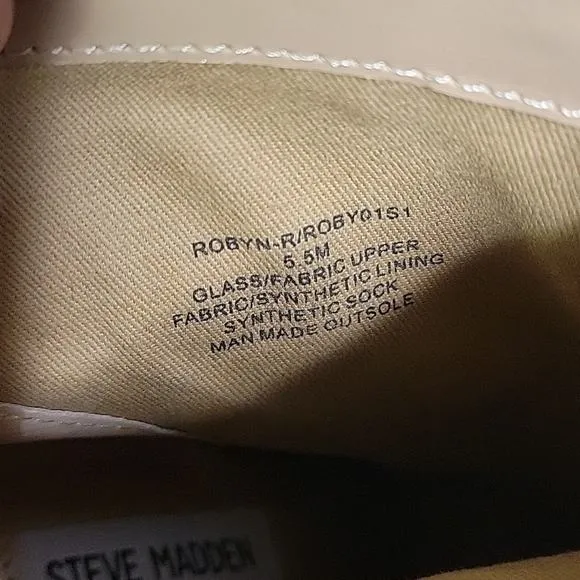 ROBYN-R/ROBY01S1
5.5M
GLASS/FABRIC UPPER
FABRIC/SYNTHETIC LINING
SYNTHETIC SOCK
MAN MADE OUTSOLE
STEVE MADDEN